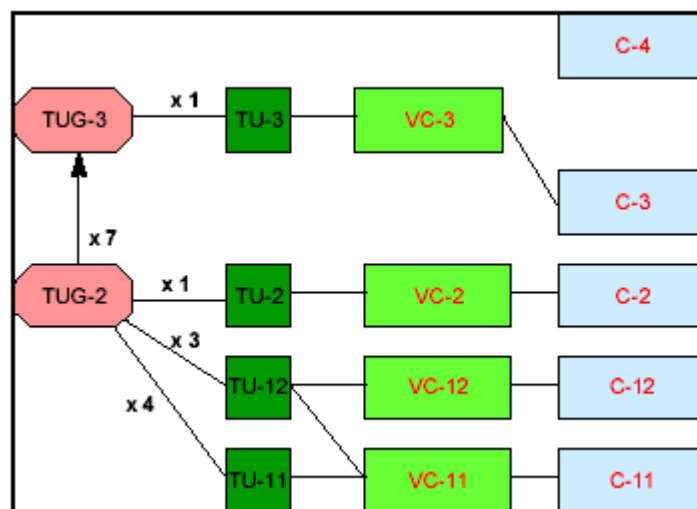 C-4
x 1
TUG-3
TU-3
VC-3
C-3
x 7
TUG-2
x 1
TU-2
VC-2
C-2
x 3
TU-12
VC-12
C-12
x 4
TU-11
VC-11
C-11